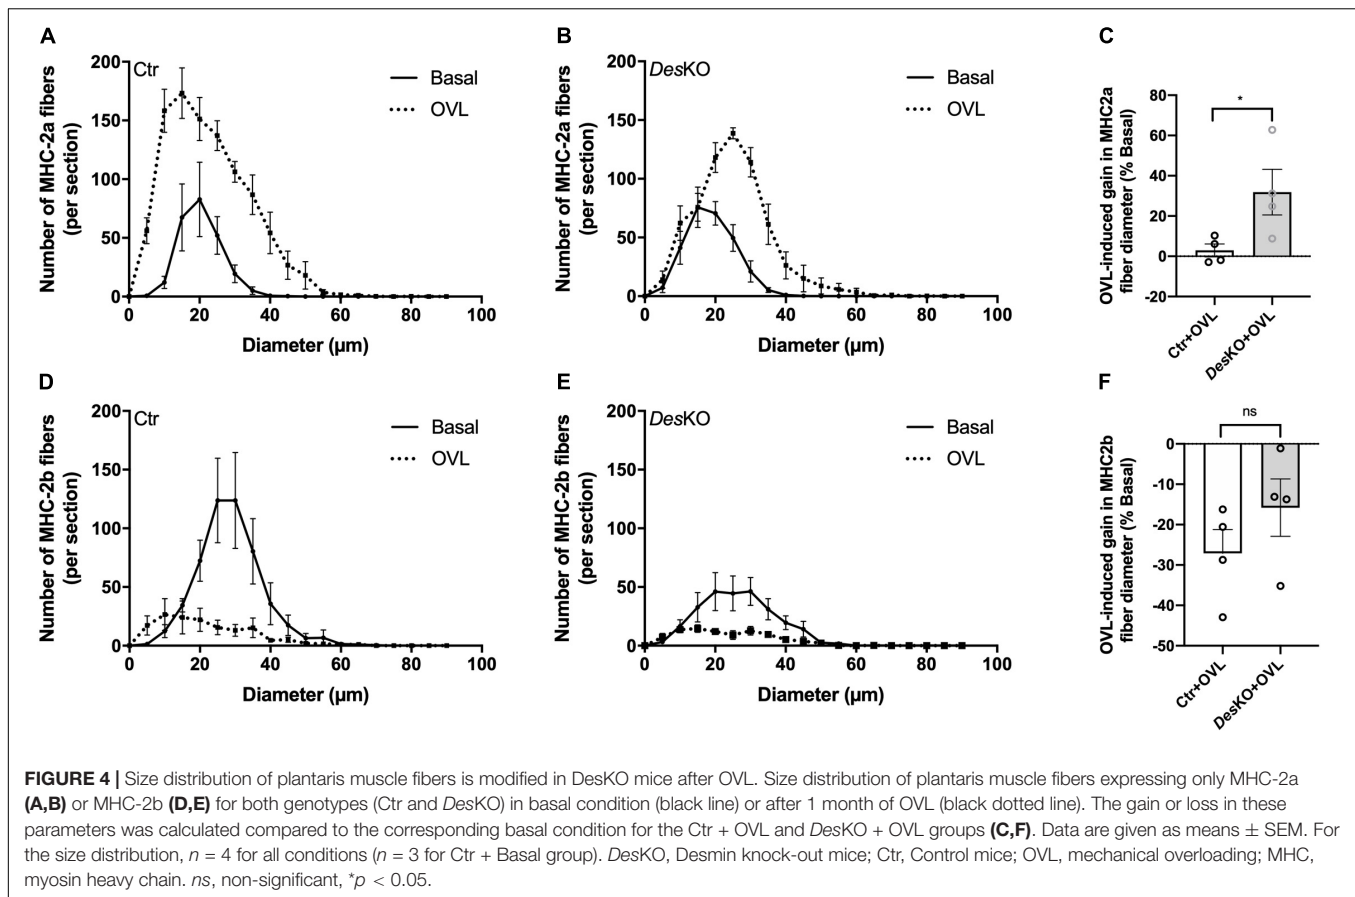 A
Number of MHC-2a fibers
(per section)
200
150
100
50
0
Ctr
Basal
OVL
0 20 40 60 80 100
Diameter (µm)
B
Number of MHC-2a fibers
(per section)
200
150
100
50
0
DesKO
Basal
OVL
0 20 40 60 80 100
Diameter (µm)
C
OVL-induced gain in MHC2a
fiber diameter (% Basal)
80
60
40
20
0
-20
*
Ctr+OVL
DesKO+OVL
D
Number of MHC-2b fibers
(per section)
200
150
100
50
0
Ctr
Basal
OVL
0 20 40 60 80 100
Diameter (µm)
E
Number of MHC-2b fibers
(per section)
200
150
100
50
0
DesKO
Basal
OVL
0 20 40 60 80 100
Diameter (µm)
F
OVL-induced gain in MHC2b
fiber diameter (% Basal)
0
-10
-20
-30
-40
-50
ns
Ctr+OVL
DesKO+OVL
FIGURE 4 | Size distribution of plantaris muscle fibers is modified in DesKO mice after OVL. Size distribution of plantaris muscle fibers expressing only MHC-2a
(A,B) or MHC-2b (D,E) for both genotypes (Ctr and DesKO) in basal condition (black line) or after 1 month of OVL (black dotted line). The gain or loss in these
parameters was calculated compared to the corresponding basal condition for the Ctr + OVL and DesKO + OVL groups (C,F). Data are given as means ± SEM. For
the size distribution, n = 4 for all conditions (n = 3 for Ctr + Basal group). DesKO, Desmin knock-out mice; Ctr, Control mice; OVL, mechanical overloading; MHC,
myosin heavy chain. ns, non-significant, *p < 0.05.